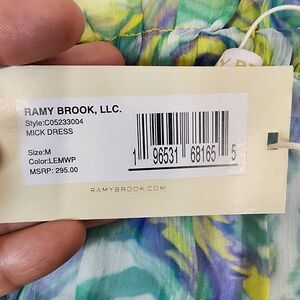 RAMY BROOK, LLC.
Style:C05233004
MICK DRESS
Size:M
Color:LEMWP
MSRP: 295.00
1 96531 68165 5
RAMYBROOK.COM